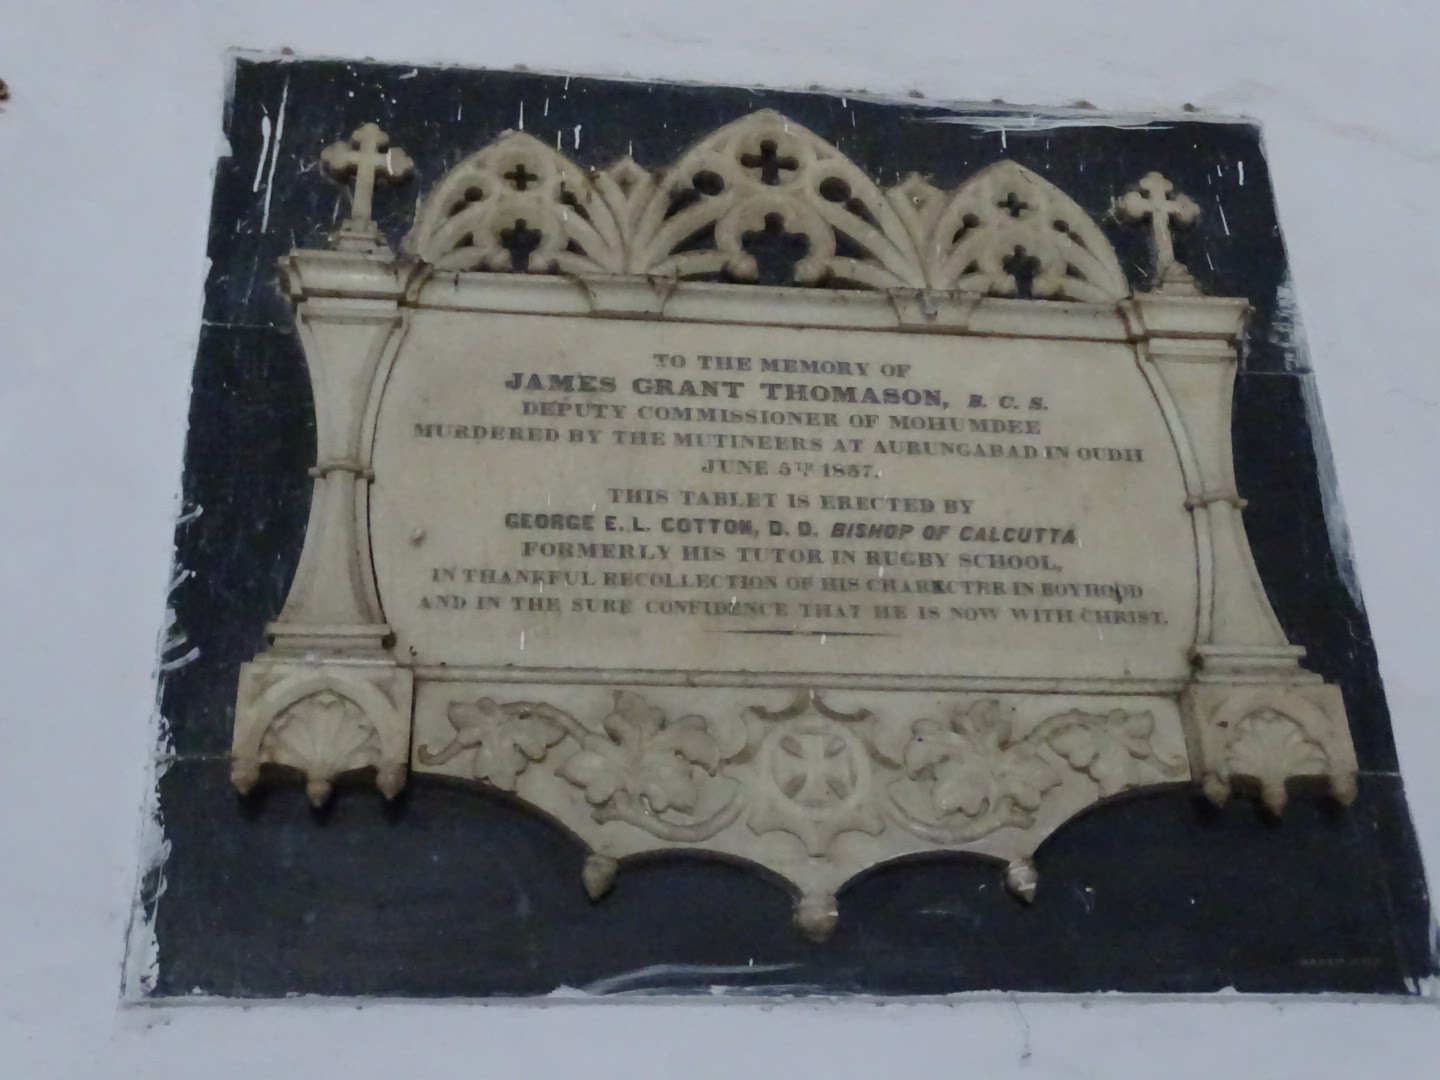 TO THE MEMORY OF
JAMES GRANT THOMASON, B. C. S.
DEPUTY COMMISSIONER OF MOHUMDEE
MURDERED BY THE MUTINEERS AT AURUNGABAD IN OUDH
JUNE 5TH 1857.
THIS TABLET IS ERECTED BY
GEORGE E. L. COTTON, D. D. BISHOP OF CALCUTTA
FORMERLY HIS TUTOR IN RUGBY SCHOOL,
IN THANKFUL RECOLLECTION OF HIS CHARACTER IN BOYHOOD
AND IN THE SURE CONFIDENCE THAT HE IS NOW WITH CHRIST.